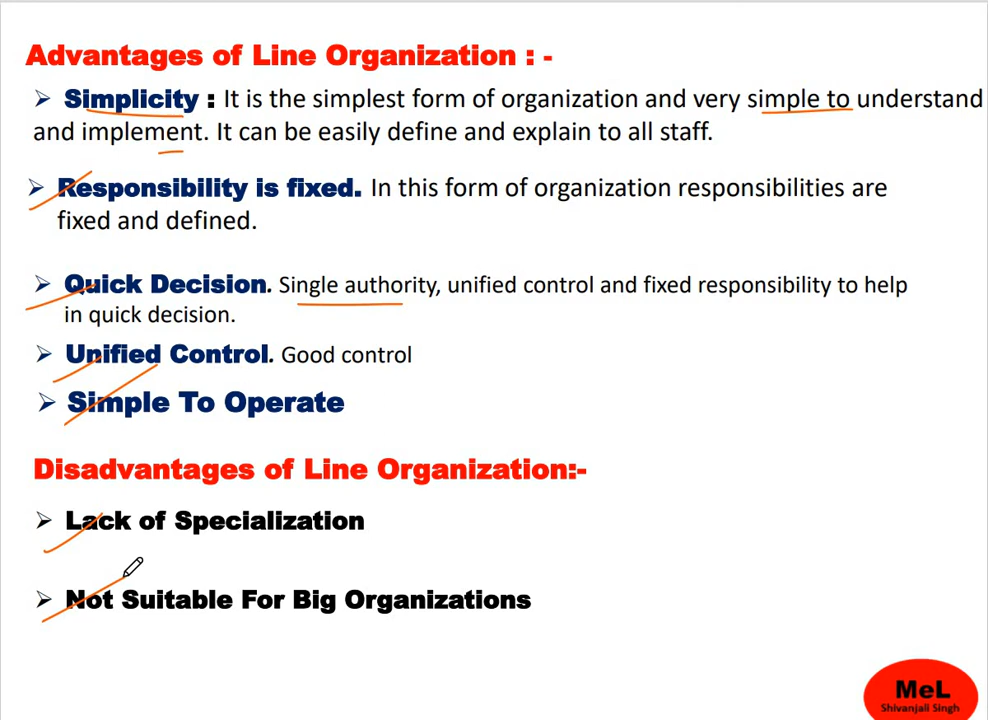 Advantages of Line Organization : -
➢ Simplicity : It is the simplest form of organization and very simple to understand
and implement. It can be easily define and explain to all staff.
➢ Responsibility is fixed. In this form of organization responsibilities are
fixed and defined.
➢ Quick Decision. Single authority, unified control and fixed responsibility to help
in quick decision.
➢ Unified Control. Good control
➢ Simple To Operate
Disadvantages of Line Organization:-
➢ Lack of Specialization
➢ Not Suitable For Big Organizations
MeL
Shivanjali Singh